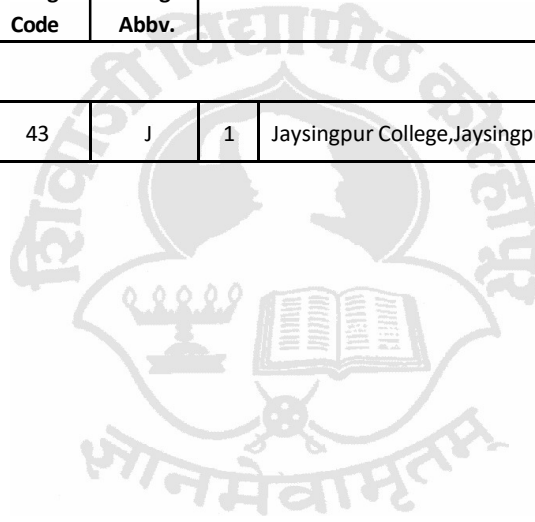 Code Abbv.
43 J 1 Jaysingpur College,Jaysingp
शिवाजी विद्यापीठ कोल्हापूर
ज्ञानमेवामृतम्